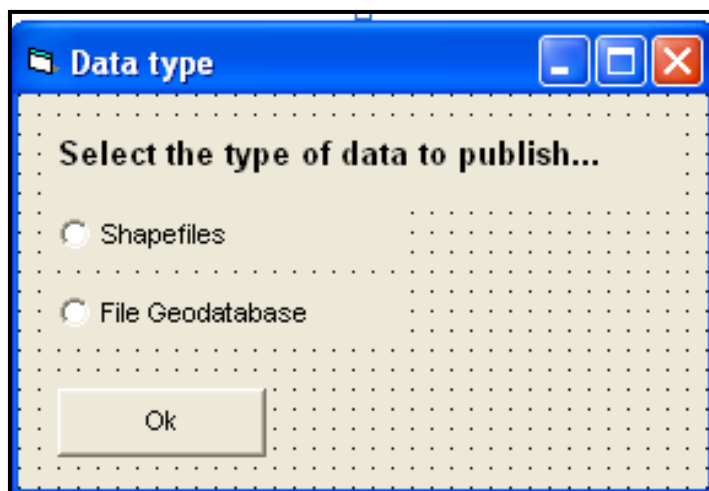 Data type
Select the type of data to publish...
Shapefiles
File Geodatabase
Ok